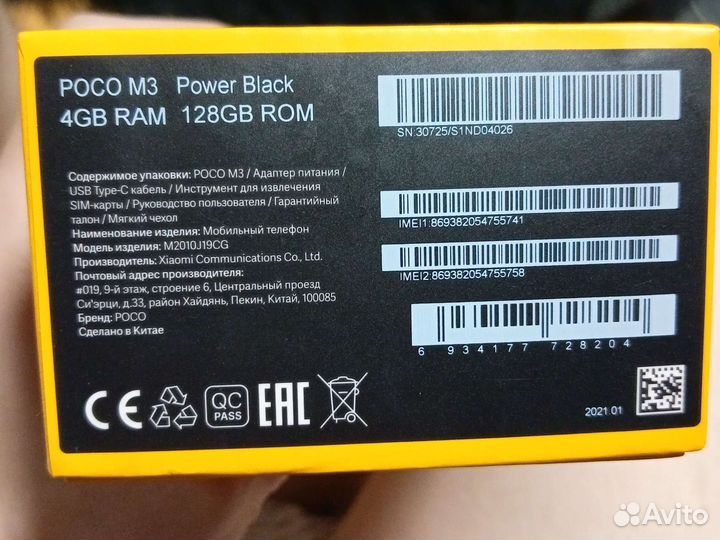 POCO M3 Power Black
4GB RAM 128GB ROM
SN:30725/S1ND04026
Содержимое упаковки: POCO M3 / Адаптер питания /
USB Type-C кабель / Инструмент для извлечения
SIM-карты / Руководство пользователя / Гарантийный
талон / Мягкий чехол
Наименование изделия: Мобильный телефон
Модель изделия: M2010J19CG
Производитель: Xiaomi Communications Co., Ltd.
Почтовый адрес производителя:
#019, 9-й этаж, строение 6, Центральный проезд
Си'эрци, д.33, район Хайдянь, Пекин, Китай, 100085
Бренд: POCO
Сделано в Китае
IMEI1:869382054755741
IMEI2:869382054755758
6 934177 728204
CE
QC
PASS
EAC
2021.01
Avito